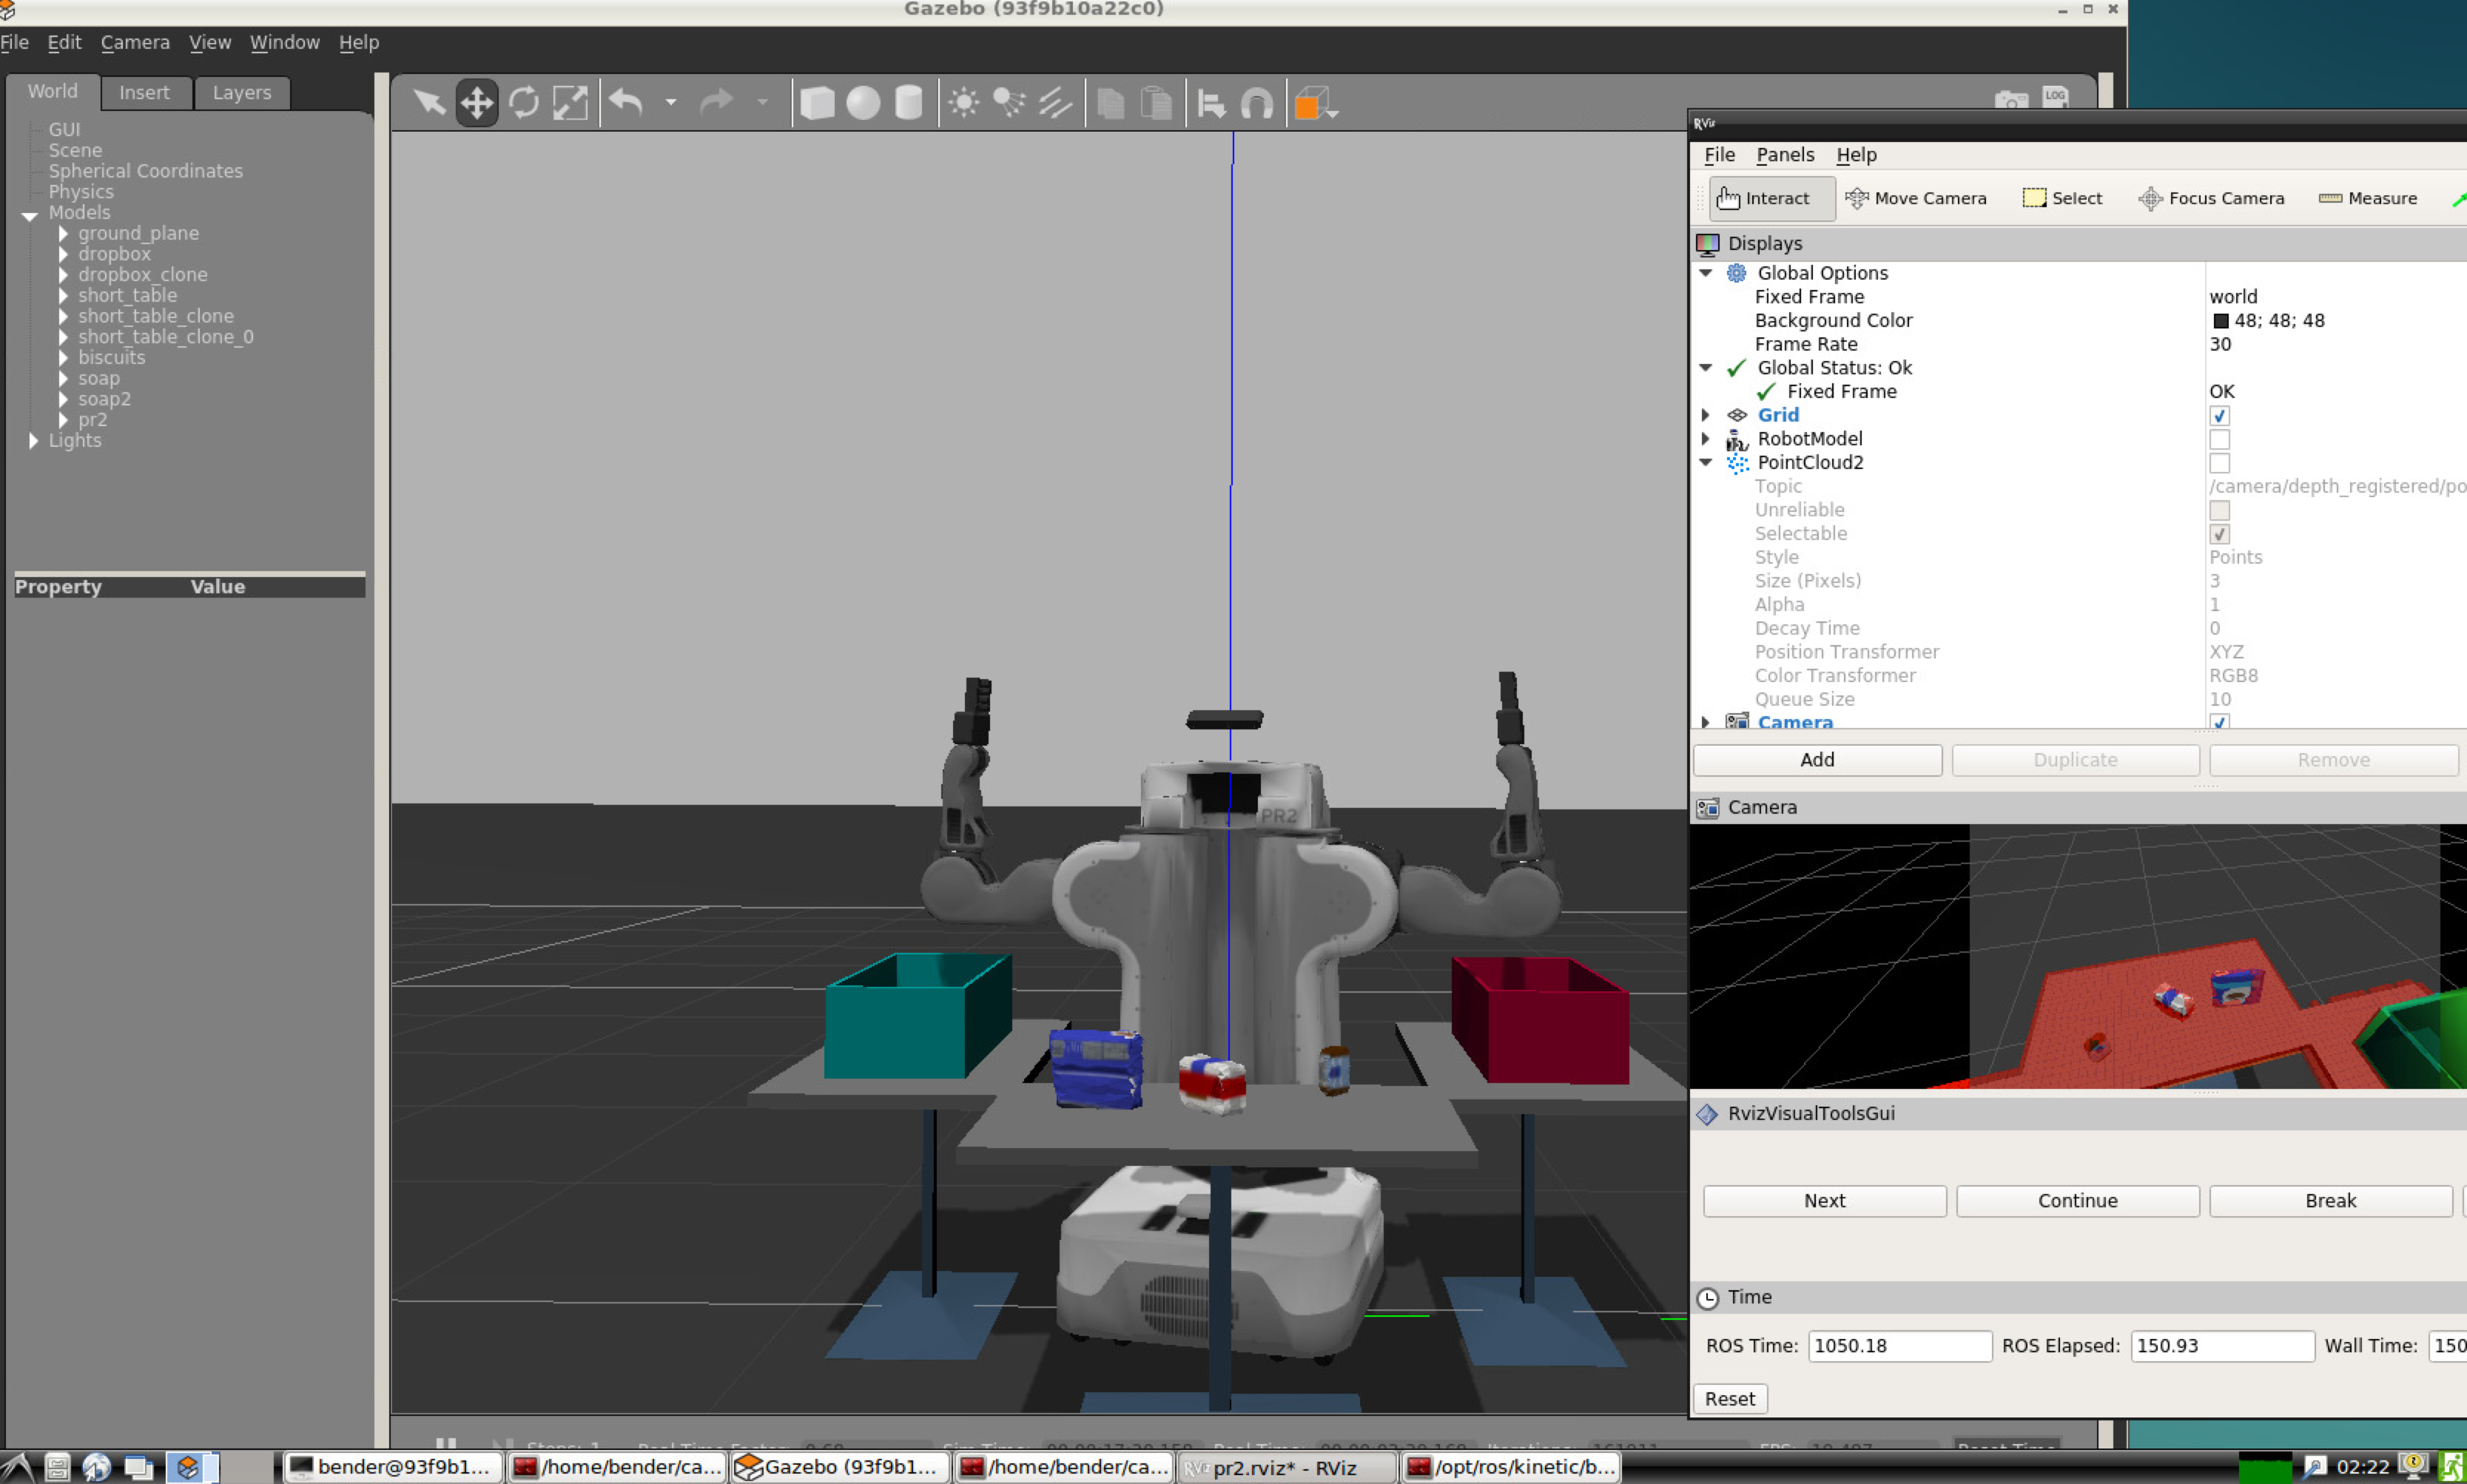 Gazebo (93f9b10a22c0)
File Edit Camera View Window Help
World Insert Layers
GUI
Scene
Spherical Coordinates
Physics
Models
ground_plane
dropbox
dropbox_clone
short_table
short_table_clone
short_table_clone_0
biscuits
soap
soap2
pr2
Lights
Property Value
LOG
PR2
RViz
File Panels Help
Interact Move Camera Select Focus Camera Measure
Displays
Global Options
Fixed Frame world
Background Color 48; 48; 48
Frame Rate 30
Global Status: Ok
Fixed Frame OK
Grid
RobotModel
PointCloud2
Topic /camera/depth_registered/po
Unreliable
Selectable
Style Points
Size (Pixels) 3
Alpha 1
Decay Time 0
Position Transformer XYZ
Color Transformer RGB8
Queue Size 10
Camera
Add Duplicate Remove
Camera
RvizVisualToolsGui
Next Continue Break
Time
ROS Time: 1050.18 ROS Elapsed: 150.93 Wall Time: 150
Reset
bender@93f9b1... /home/bender/ca... Gazebo (93f9b1... /home/bender/ca... pr2.rviz* - RViz /opt/ros/kinetic/b... 02:22